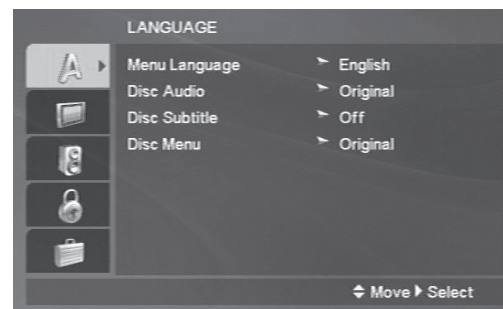 LANGUAGE
A
Menu Language English
Disc Audio Original
Disc Subtitle Off
Disc Menu Original
Move Select